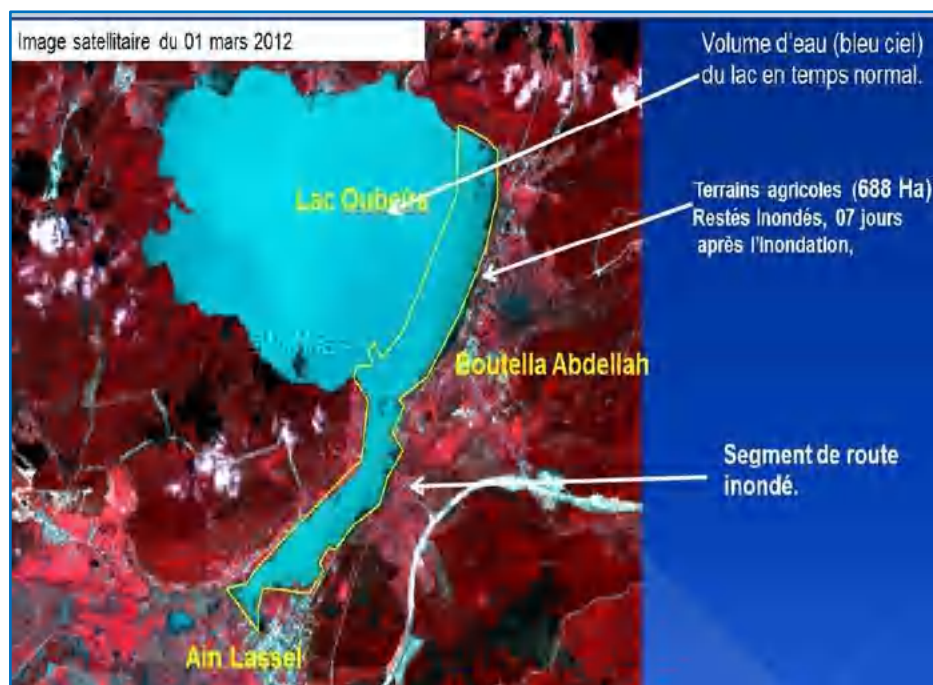 Image satellitaire du 01 mars 2012
Volume d'eau (bleu ciel)
du lac en temps normal.
Lac Oubeïra
Terrains agricoles (688 Ha)
Restés Inondés, 07 jours
après l'Inondation,
Boutella Abdellah
Segment de route
inondé.
Ain Lassel